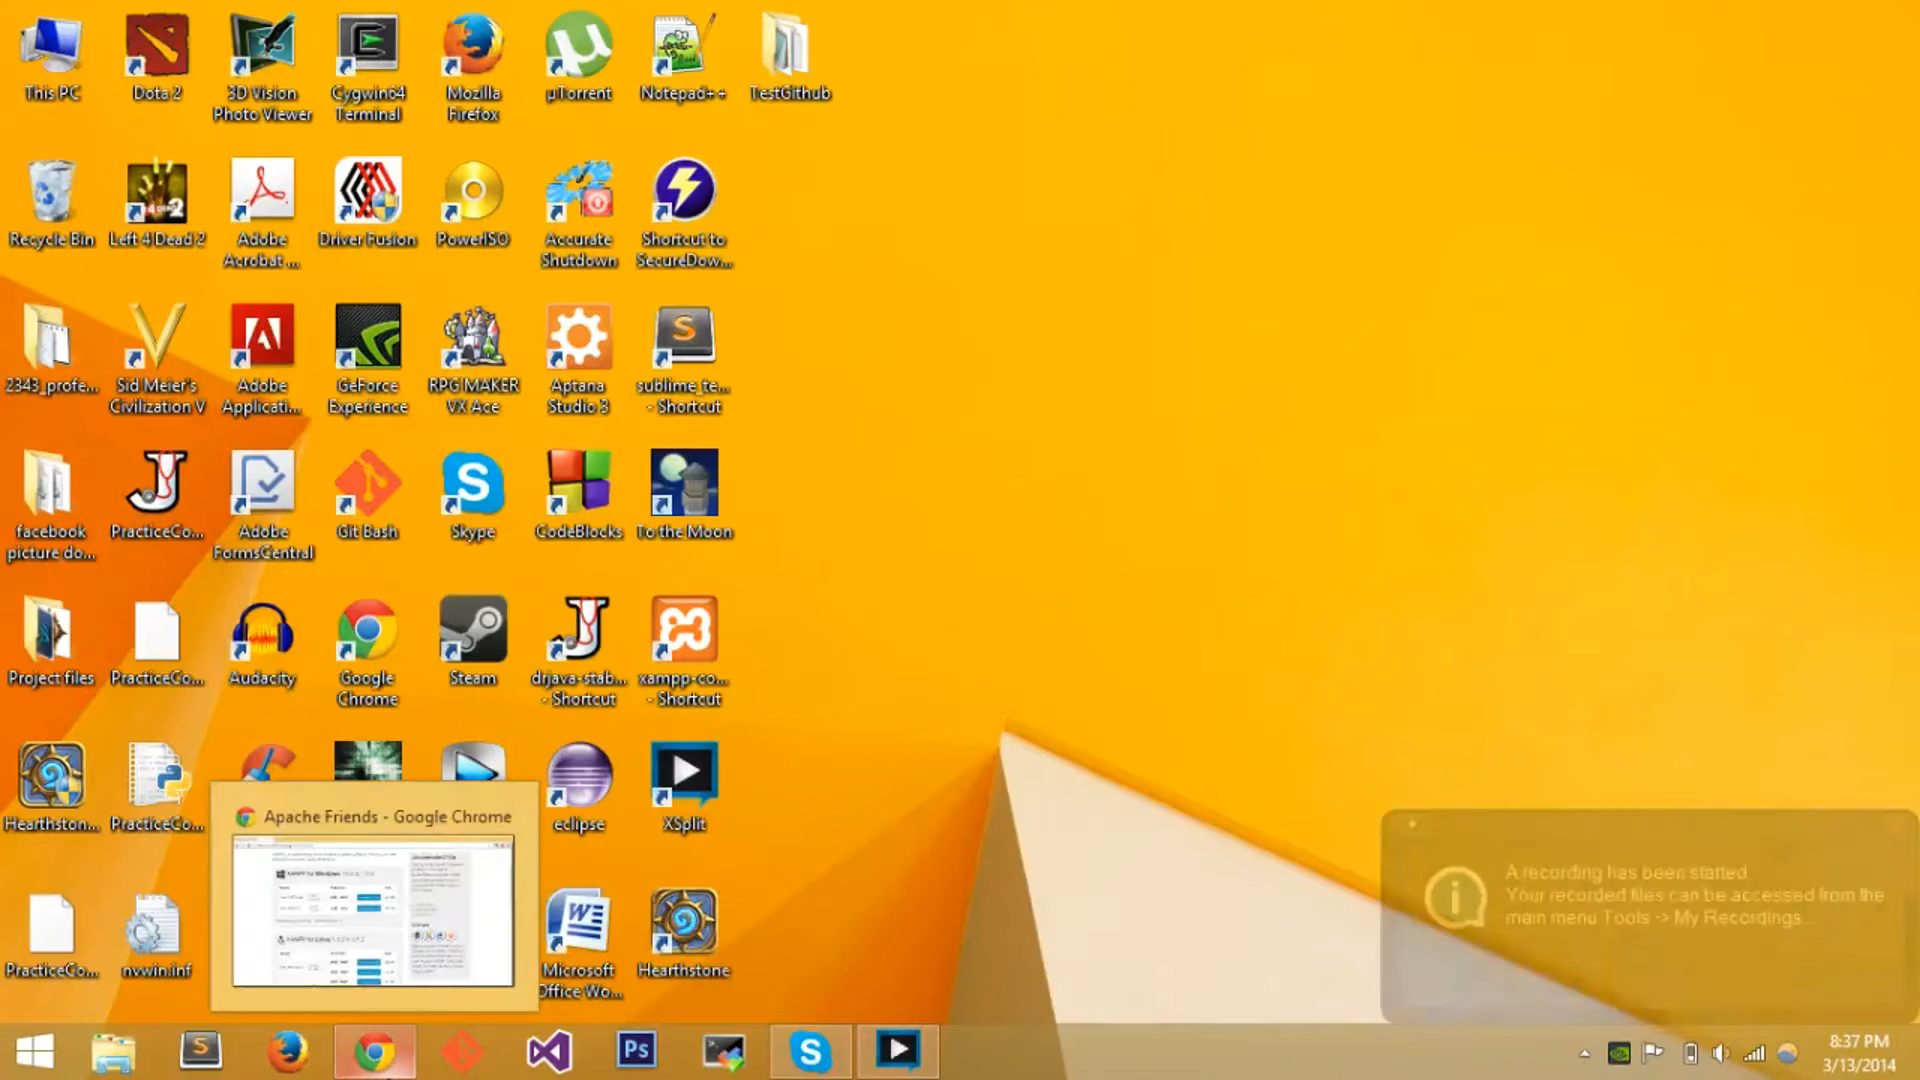 This PC
Dota 2
3D Vision
Photo Viewer
Cygwin64
Terminal
Mozilla
Firefox
µTorrent
Notepad++
TestGithub
Recycle Bin
Left 4 Dead 2
Adobe
Acrobat ...
Driver Fusion
PowerISO
Accurate
Shutdown
Shortcut to
SecureDow...
2343_profe...
Sid Meier's
Civilization V
Adobe
Applicati...
GeForce
Experience
RPG MAKER
VX Ace
Aptana
Studio 3
sublime_te...
- Shortcut
facebook
picture do...
PracticeCo...
Adobe
FormsCentral
Git Bash
Skype
CodeBlocks
To the Moon
Project files
PracticeCo...
Audacity
Google
Chrome
Steam
drjava-stab...
- Shortcut
xampp-co...
- Shortcut
Hearthston...
PracticeCo...
eclipse
XSplit
Apache Friends - Google Chrome
PracticeCo...
nvwin.inf
Microsoft
Office Wo...
Hearthstone
A recording has been started
Your recorded files can be accessed from the
main menu Tools -> My Recordings...
8:37 PM
3/13/2014